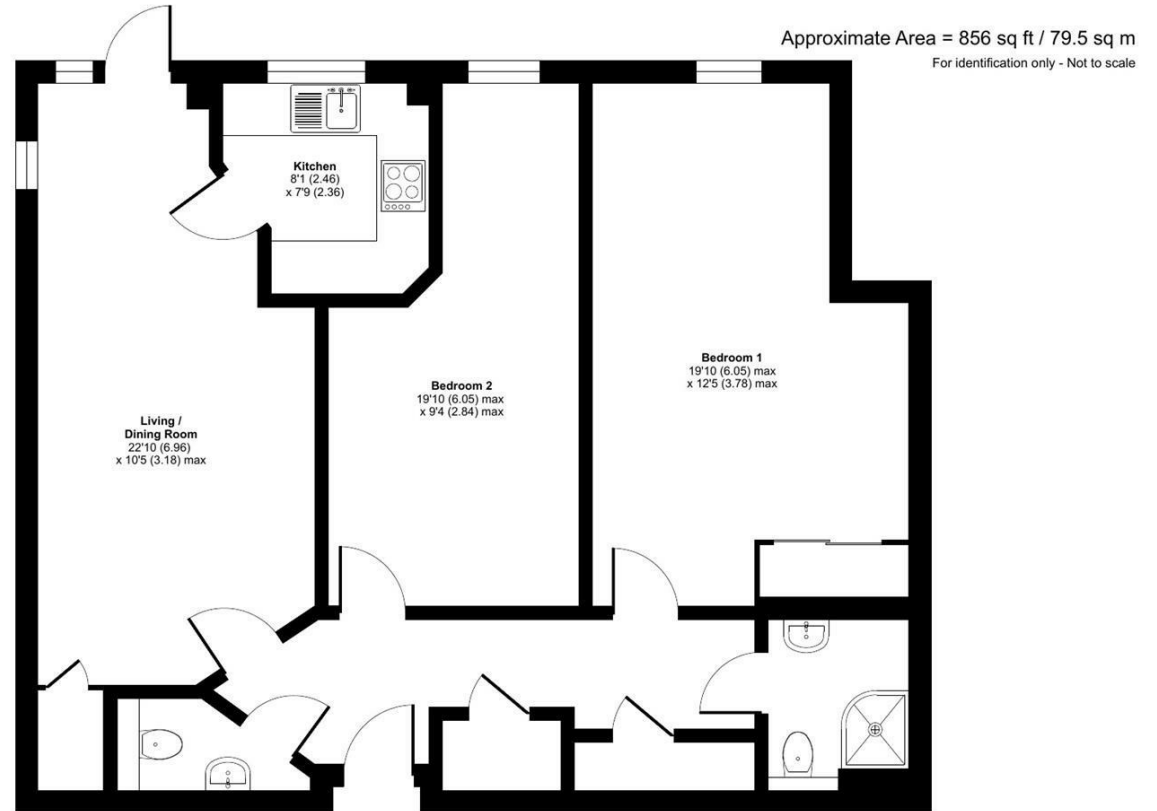 Approximate Area = 856 sq ft / 79.5 sq m
For identification only - Not to scale
Kitchen
8'1 (2.46)
x 7'9 (2.36)
Bedroom 1
19'10 (6.05) max
x 12'5 (3.78) max
Bedroom 2
19'10 (6.05) max
x 9'4 (2.84) max
Living /
Dining Room
22'10 (6.96)
x 10'5 (3.18) max